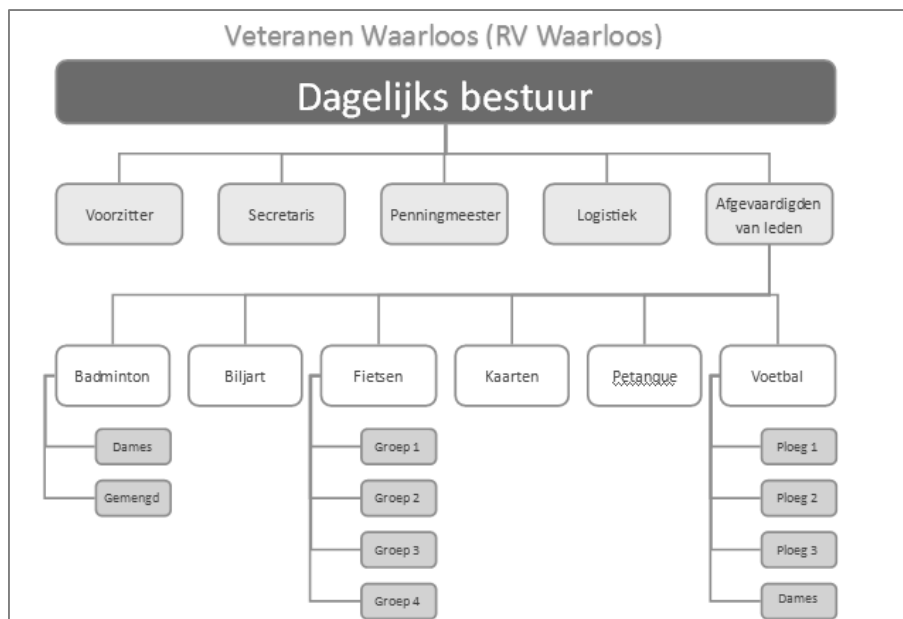 Veteranen Waarloos (RV Waarloos)
Dagelijks bestuur
Voorzitter
Secretaris
Penningmeester
Logistiek
Afgevaardigden
van leden
Badminton
Biljart
Fietsen
Kaarten
Petanque
Voetbal
Dames
Gemengd
Groep 1
Groep 2
Groep 3
Groep 4
Ploeg 1
Ploeg 2
Ploeg 3
Dames